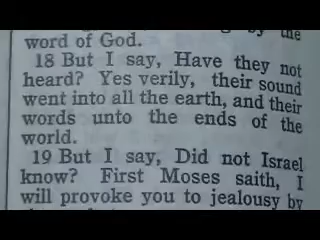 the
word of God.
18 But I say, Have they not
heard? Yes verily, their sound
went into all the earth, and their
words unto the ends of the
world.
19 But I say, Did not Israel
know? First Moses saith, I
will provoke you to jealousy by